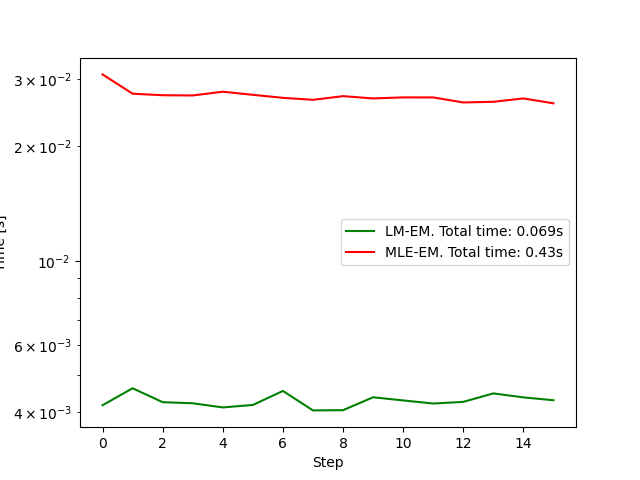 3 × 10⁻²
2 × 10⁻²
10⁻²
6 × 10⁻³
4 × 10⁻³
LM-EM. Total time: 0.069s
MLE-EM. Total time: 0.43s
0 2 4 6 8 10 12 14
Step